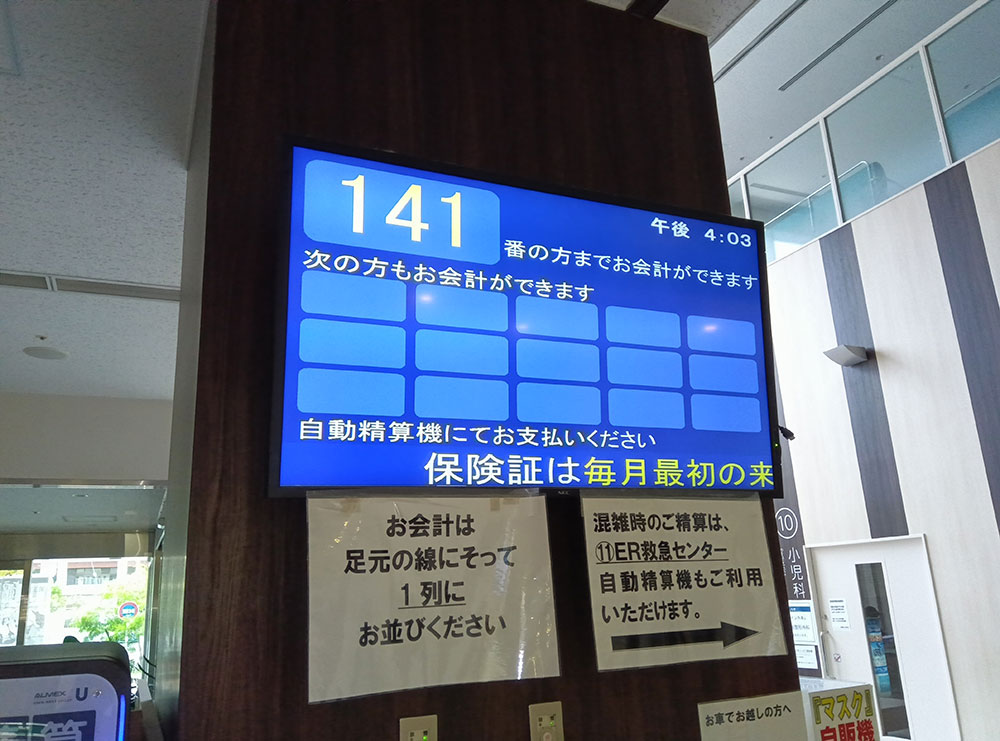 141
午後 4:03
番の方までお会計ができます
次の方もお会計ができます
自動精算機にてお支払いください
保険証は毎月最初の来
お会計は
足元の線にそって
1列に
お並びください
混雑時のご精算は、
⑪ER救急センター
自動精算機もご利用
いただけます。
⑩
小児科
お車でお越しの方へ
『マスク』
自販機
ALMEX
U
算